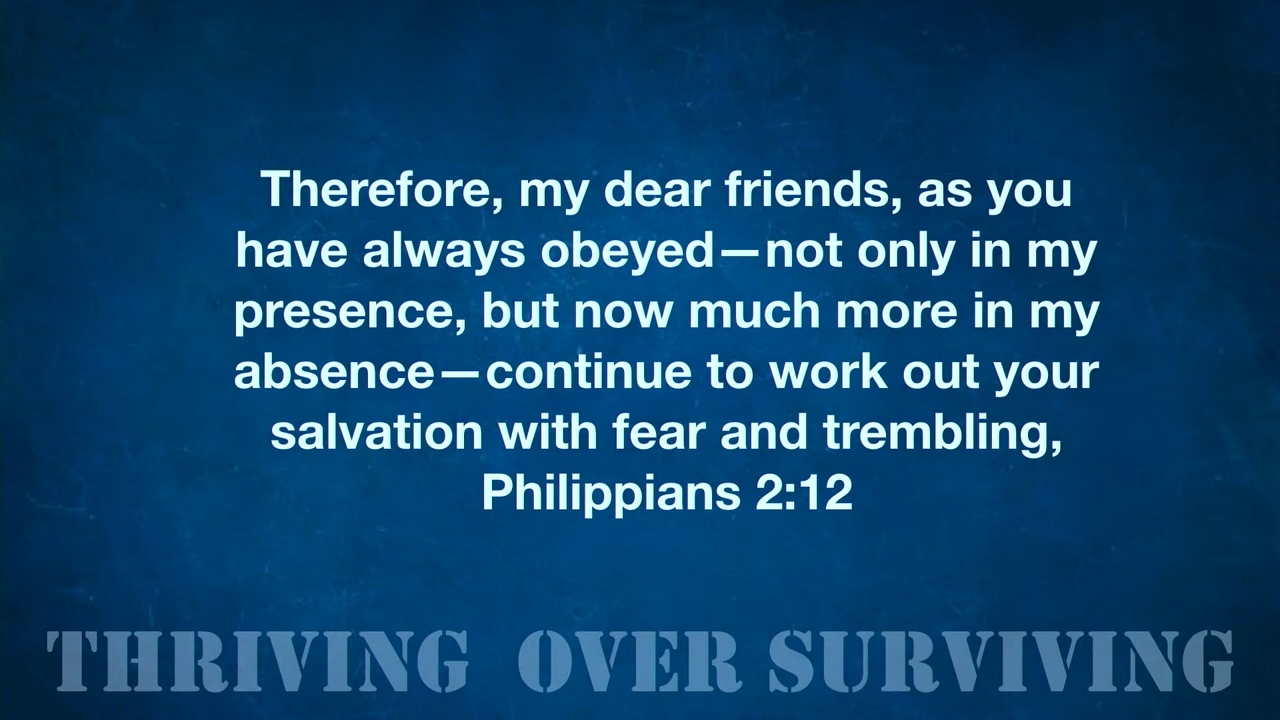 Therefore, my dear friends, as you
have always obeyed—not only in my
presence, but now much more in my
absence—continue to work out your
salvation with fear and trembling,
Philippians 2:12
THRIVING OVER SURVIVING